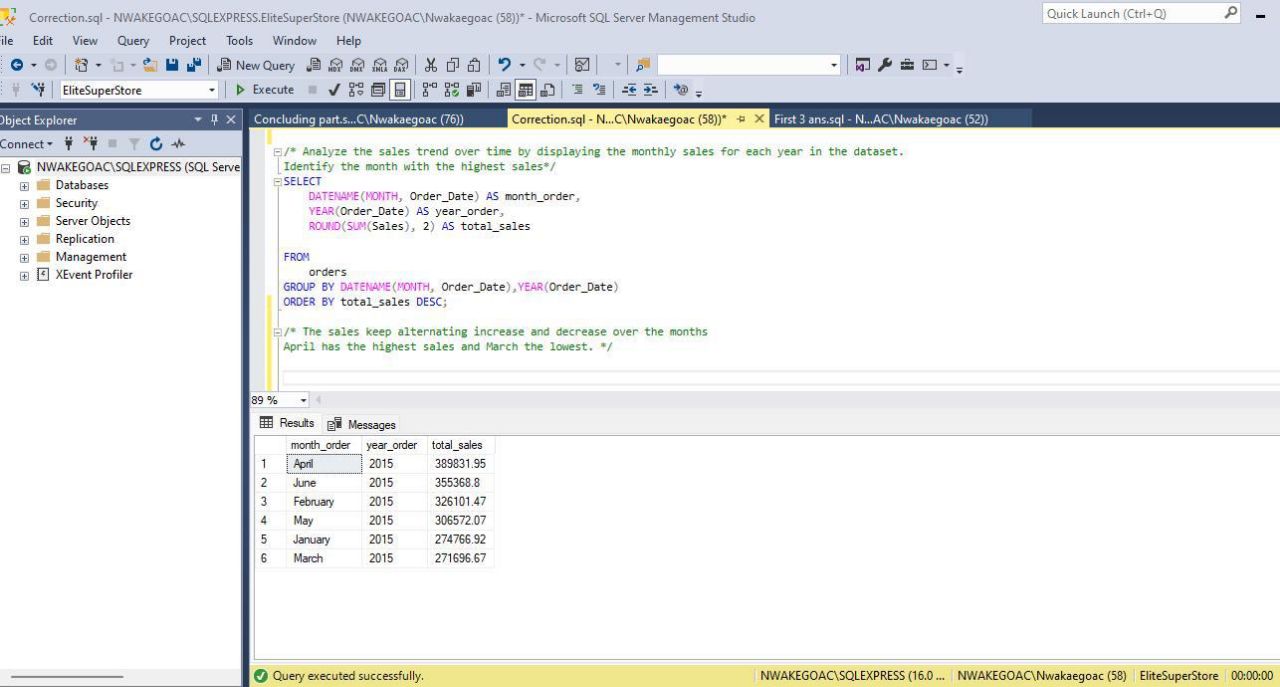 Correction.sql - NWAKEGOAC\SQLEXPRESS.EliteSuperStore (NWAKEGOAC\Nwakaegoac (58))* - Microsoft SQL Server Management Studio
Quick Launch (Ctrl+Q)
ile Edit View Query Project Tools Window Help
New Query MDX DMX XMLA DAX
EliteSuperStore Execute
Object Explorer
Concluding part.s...C\Nwakaegoac (76))
Correction.sql - N...C\Nwakaegoac (58))*
First 3 ans.sql - N...AC\Nwakaegoac (52))
Connect
NWAKEGOAC\SQLEXPRESS (SQL Serve
Databases
Security
Server Objects
Replication
Management
XEvent Profiler
/* Analyze the sales trend over time by displaying the monthly sales for each year in the dataset.
Identify the month with the highest sales*/
SELECT
DATENAME(MONTH, Order_Date) AS month_order,
YEAR(Order_Date) AS year_order,
ROUND(SUM(Sales), 2) AS total_sales
FROM
orders
GROUP BY DATENAME(MONTH, Order_Date),YEAR(Order_Date)
ORDER BY total_sales DESC;
/* The sales keep alternating increase and decrease over the months
April has the highest sales and March the lowest. */
89 %
Results Messages
month_order year_order total_sales
1 April 2015 389831.95
2 June 2015 355368.8
3 February 2015 326101.47
4 May 2015 306572.07
5 January 2015 274766.92
6 March 2015 271696.67
Query executed successfully.
NWAKEGOAC\SQLEXPRESS (16.0 ... NWAKEGOAC\Nwakaegoac (58) EliteSuperStore 00:00:00